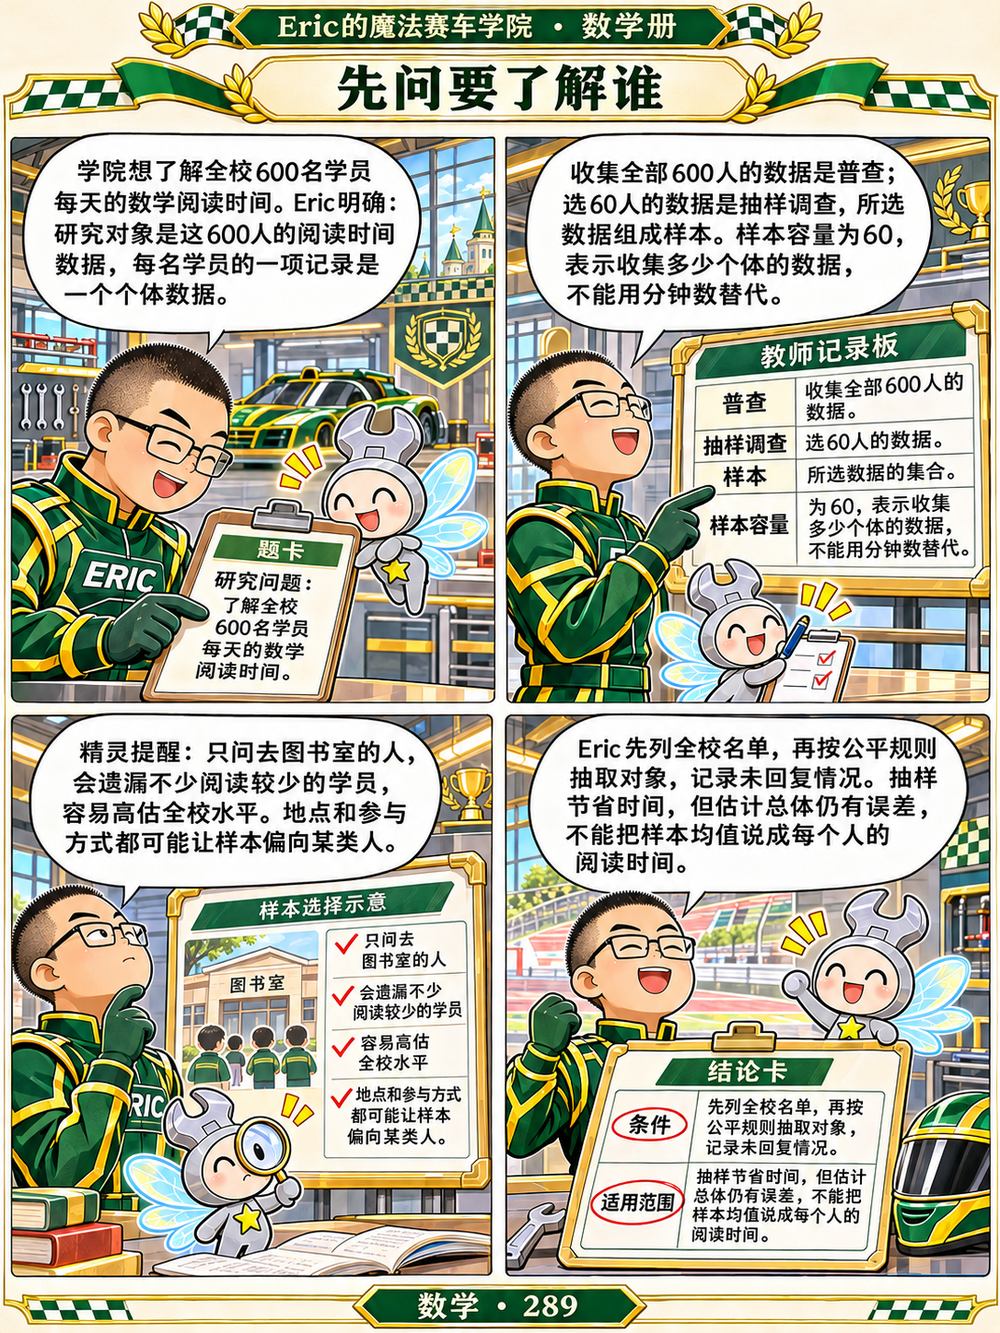 Eric的魔法赛车学院 · 数学册
先问要了解谁
学院想了解全校600名学员
每天的数学阅读时间。Eric明确：
研究对象是这600人的阅读时间
数据，每名学员的一项记录是
一个个体数据。
ERIC
题卡
研究问题：
了解全校
600名学员
每天的数学
阅读时间。
收集全部600人的数据是普查；
选60人的数据是抽样调查，所选
数据组成样本。样本容量为60，
表示收集多少个体的数据，
不能用分钟数替代。
教师记录板
普查
收集全部600人的
数据。
抽样调查
选60人的数据。
样本
所选数据的集合。
样本容量
为60，表示收集
多少个体的数据，
不能用分钟数替代。
精灵提醒：只问去图书室的人，
会遗漏不少阅读较少的学员，
容易高估全校水平。地点和参与
方式都可能让样本偏向某类人。
样本选择示意
图书室
只问去
图书室的人
会遗漏不少
阅读较少的学员
容易高估
全校水平
地点和参与方式
都可能让样本
偏向某类人。
RIC
Eric先列全校名单，再按公平规则
抽取对象，记录未回复情况。抽样
节省时间，但估计总体仍有误差，
不能把样本均值说成每个人的
阅读时间。
结论卡
条件
先列全校名单，再按
公平规则抽取对象，
记录未回复情况。
适用范围
抽样节省时间，但估计
总体仍有误差，不能把
样本均值说成每个人的
阅读时间。
数学 · 289